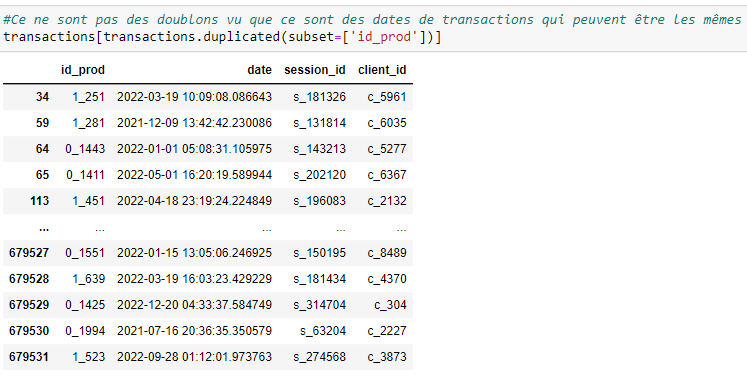 #Ce ne sont pas des doublons vu que ce sont des dates de transactions qui peuvent être les mêmes
transactions[transactions.duplicated(subset=['id_prod'])]
id_prod date session_id client_id
34 1_251 2022-03-19 10:09:08.086643 s_181326 c_5961
59 1_281 2021-12-09 13:42:42.230086 s_131814 c_6035
64 0_1443 2022-01-01 05:08:31.105975 s_143213 c_5277
65 0_1411 2022-05-01 16:20:19.589944 s_202120 c_6367
113 1_451 2022-04-18 23:19:24.224849 s_196083 c_2132
... ... ... ... ...
679527 0_1551 2022-01-15 13:05:06.246925 s_150195 c_8489
679528 1_639 2022-03-19 16:03:23.429229 s_181434 c_4370
679529 0_1425 2022-12-20 04:33:37.584749 s_314704 c_304
679530 0_1994 2021-07-16 20:36:35.350579 s_63204 c_2227
679531 1_523 2022-09-28 01:12:01.973763 s_274568 c_3873